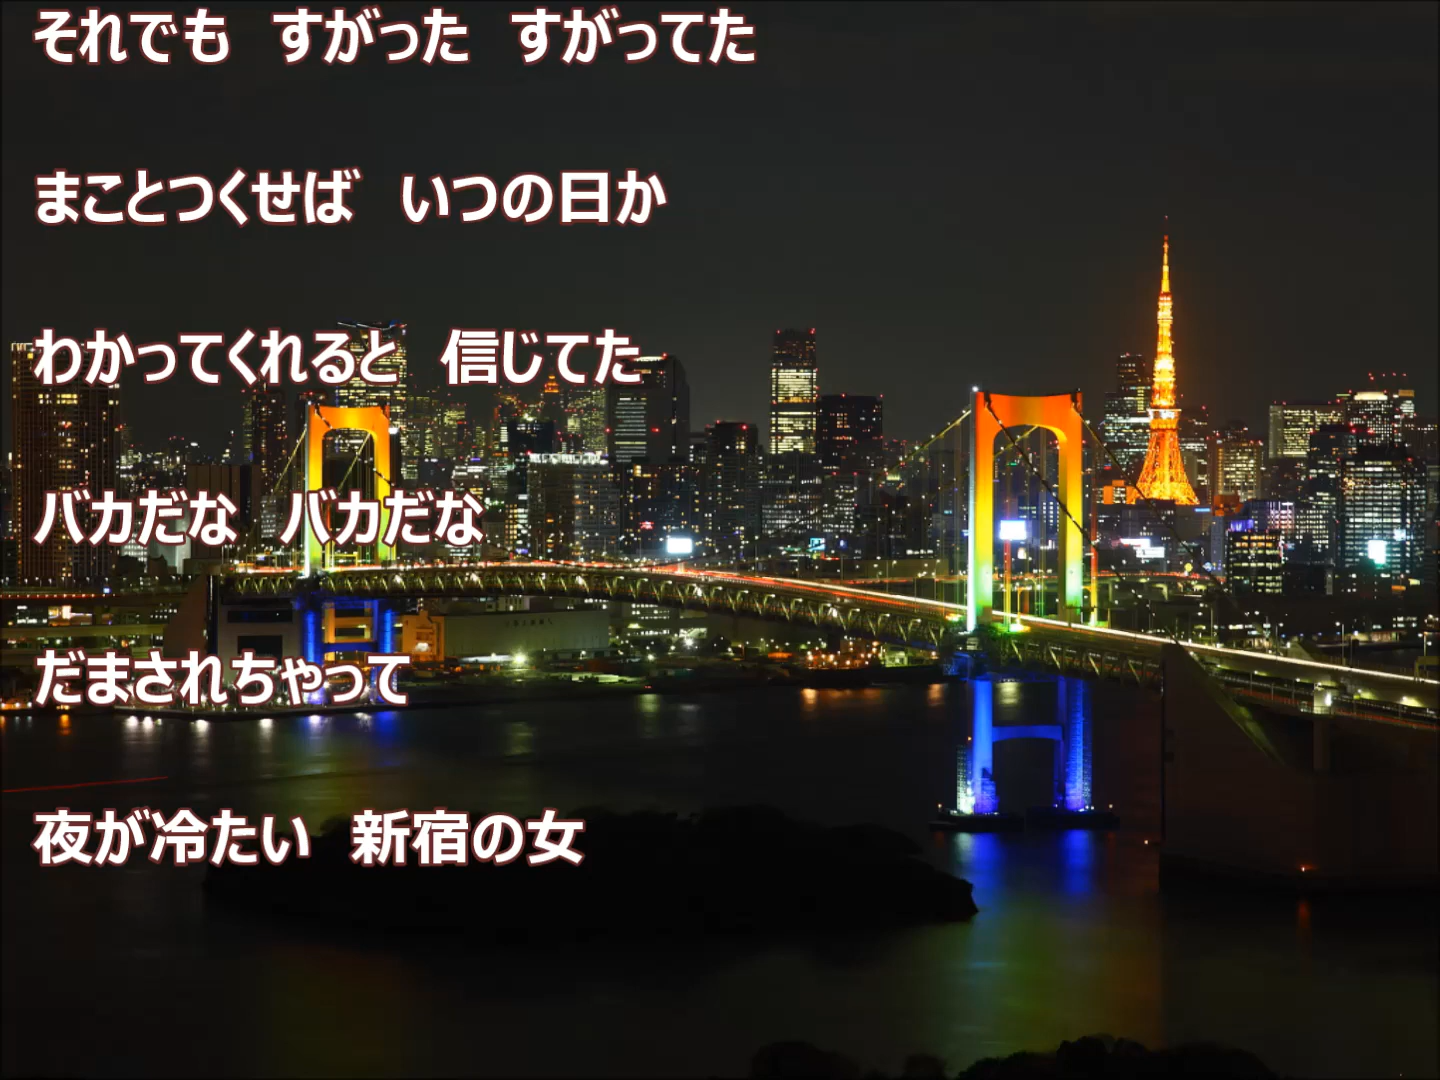 それでも　すがった　すがってた
まことつくせば　いつの日か
わかってくれると　信じてた
バカだな　バカだな
だまされちゃって
夜が冷たい　新宿の女